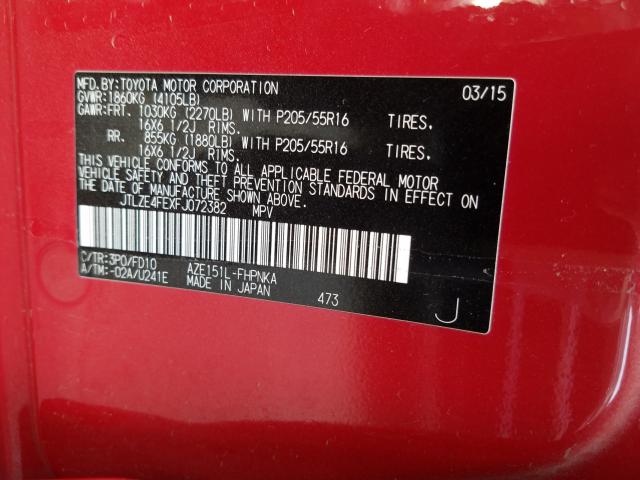 MFD.BY:TOYOTA MOTOR CORPORATION 03/15
GVWR:1860KG (4105LB)
GAWR:FRT. 1030KG (2270LB) WITH P205/55R16 TIRES,
16X6 1/2J RIMS.
RR. 855KG (1880LB) WITH P205/55R16 TIRES,
16X6 1/2J RIMS.
THIS VEHICLE CONFORMS TO ALL APPLICABLE FEDERAL MOTOR
VEHICLE SAFETY AND THEFT PREVENTION STANDARDS IN EFFECT ON
THE DATE OF MANUFACTURE SHOWN ABOVE.
JTLZE4FEXFJ072382 MPV
C/TR:3P0/FD10 AZE151L-FHPNKA
A/TM:-D2A/U241E MADE IN JAPAN 473
J